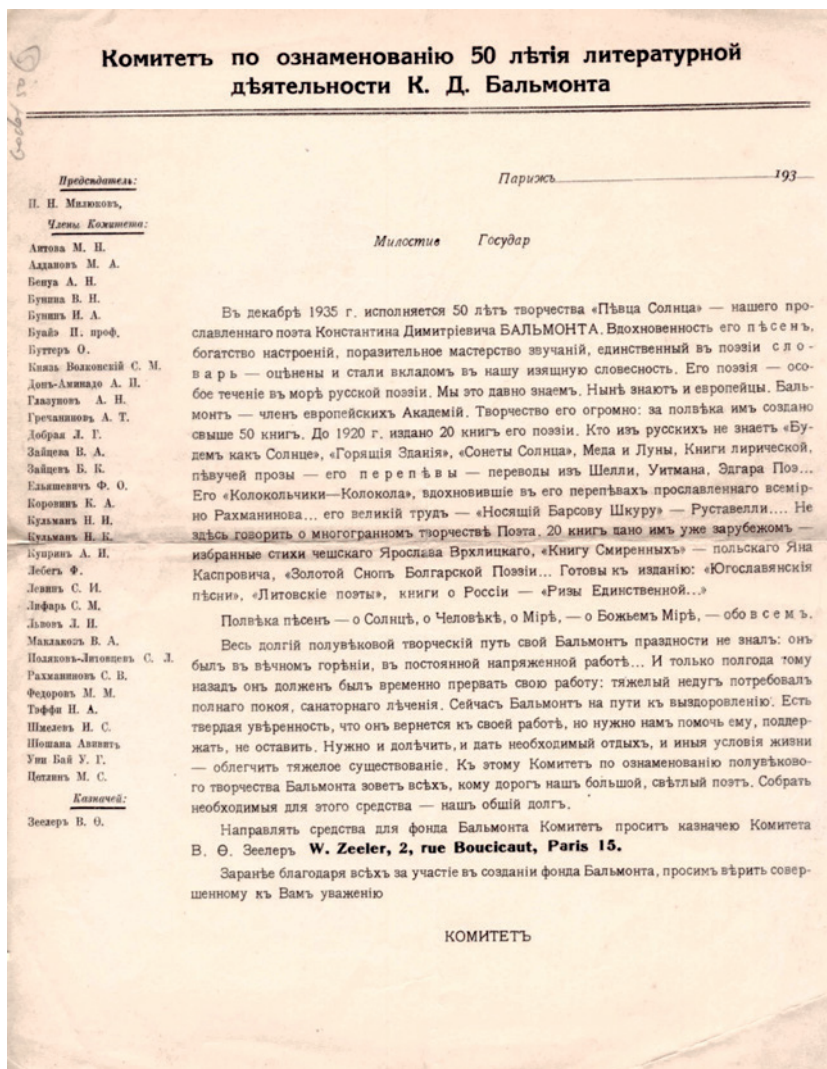 Комитетъ по ознаменованію 50 лѣтія литературной
дѣятельности К. Д. Бальмонта
Предсѣдатель:
П. Н. Милюковъ,
Члены Комитета:
Аитова М. Н.
Алдановъ М. А.
Бенуа А. Н.
Бунина В. Н.
Бунинъ И. А.
Буайэ П. проф.
Буттеръ О.
Князь Волконскій С. М.
Донъ-Аминадо А. П.
Глазуновъ А. Н.
Гречаниновъ А. Т.
Добрая Л. Г.
Зайцева В. А.
Зайцевъ Б. К.
Ельяшевичъ Ф. О.
Коровинъ К. А.
Кульманъ Н. И.
Кульманъ Н. К.
Купринъ А. И.
Лебегъ Ф.
Левинъ С. И.
Лифарь С. М.
Львовъ Л. И.
Маклаковъ В. А.
Поляковъ-Литовцевъ С. Л.
Рахманиновъ С. В.
Федоровъ М. М.
Тэффи Н. А.
Шмелевъ И. С.
Шошана Авивитъ
Уни Бай У. Г.
Цетлинъ М. С.
Казначей:
Зеелеръ В. Ѳ.
Парижъ 193
Милостив Государ
Въ декабрѣ 1935 г. исполняется 50 лѣтъ творчества «Пѣвца Солнца» — нашего про-
славленнаго поэта Константина Димитріевича БАЛЬМОНТА. Вдохновенность его пѣсенъ,
богатство настроеній, поразительное мастерство звучаній, единственный въ поэзіи сло-
варь — оцѣнены и стали вкладомъ въ нашу изящную словесность. Его поэзія — осо-
бое теченіе въ морѣ русской поэзіи. Мы это давно знаемъ. Нынѣ знаютъ и европейцы. Баль-
монтъ — членъ европейскихъ Академій. Творчество его огромно: за полвѣка имъ создано
свыше 50 книгъ. До 1920 г. издано 20 книгъ его поэзіи. Кто изъ русскихъ не знаетъ «Бу-
демъ какъ Солнце», «Горящія Зданія», «Сонеты Солнца», Меда и Луны, Книги лирической,
пѣвучей прозы — его перепѣвы — переводы изъ Шелли, Уитмана, Эдгара Поэ...
Его «Колокольчики—Колокола», вдохновившіе въ его перепѣвахъ прославленнаго всемір-
но Рахманинова... его великій трудъ — «Носящій Барсову Шкуру» — Руставелли.... Не
здѣсь говорить о многогранномъ творчествѣ Поэта. 20 книгъ дано имъ уже зарубежомъ —
избранные стихи чешскаго Ярослава Врхлицкаго, «Книгу Смиренныхъ» — польскаго Яна
Каспровича, «Золотой Снопъ Болгарской Поэзіи... Готовы къ изданію: «Югославянскія
пѣсни», «Литовскіе поэты», книги о Россіи — «Ризы Единственной...»
Полвѣка пѣсенъ — о Солнцѣ, о Человѣкѣ, о Мірѣ, — о Божьемъ Мірѣ, — обо всемъ.
Весь долгій полувѣковой творческій путь свой Бальмонтъ праздности не зналъ: онъ
былъ въ вѣчномъ горѣніи, въ постоянной напряженной работѣ... И только полгода тому
назадъ онъ долженъ былъ временно прервать свою работу: тяжелый недугъ потребовалъ
полнаго покоя, санаторнаго лѣченія. Сейчасъ Бальмонтъ на пути къ выздоровленію. Есть
твердая увѣренность, что онъ вернется къ своей работѣ, но нужно намъ помочь ему, поддер-
жать, не оставить. Нужно и долѣчить, и дать необходимый отдыхъ, и иныя условія жизни
— облегчить тяжелое существованіе. Къ этому Комитетъ по ознаменованію полувѣково-
го творчества Бальмонта зоветъ всѣхъ, кому дорогъ нашъ большой, свѣтлый поэтъ. Собрать
необходимыя для этого средства — нашъ общій долгъ.
Направлять средства для фонда Бальмонта Комитетъ проситъ казначею Комитета
В. Ѳ. Зеелеръ W. Zeeler, 2, rue Boucicaut, Paris 15.
Заранѣе благодаря всѣхъ за участіе въ созданіи фонда Бальмонта, просимъ вѣрить совер-
шенному къ Вамъ уваженію
КОМИТЕТЪ